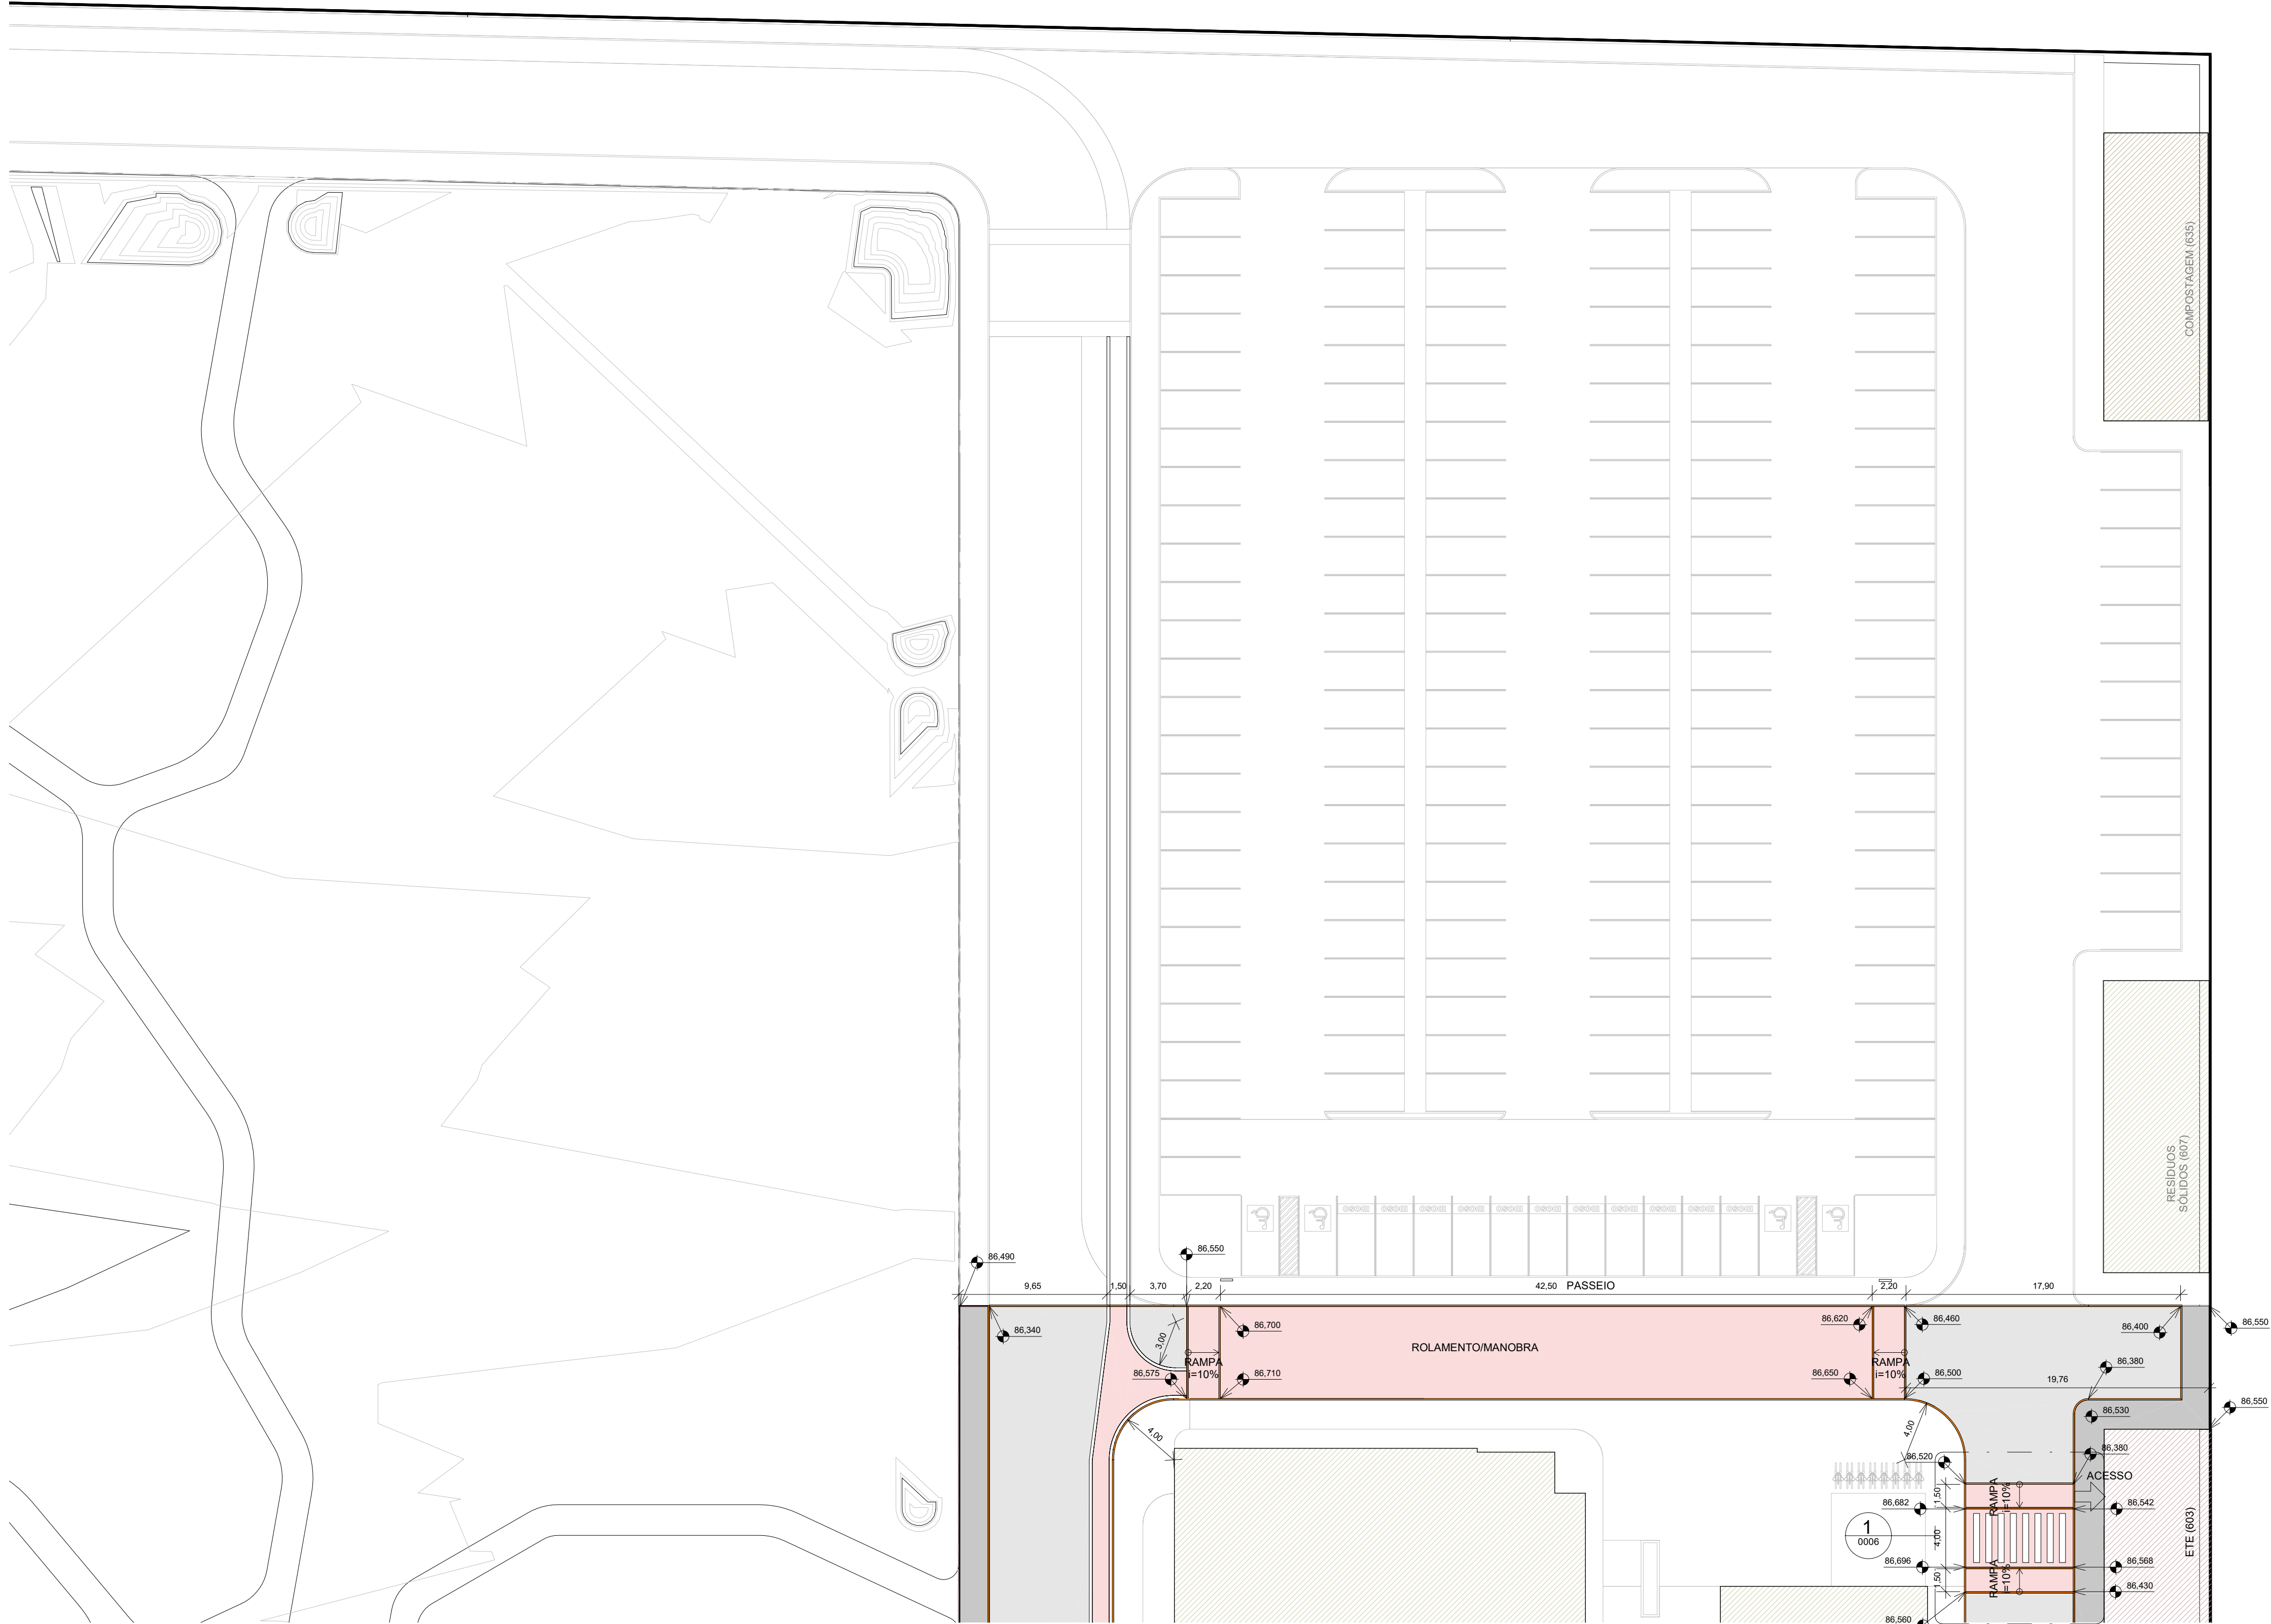 COMPOSTAGEM (635)
RESÍDUOS
SÓLIDOS (607)
86,490
86,550
9,65
1,50
3,70
2,20
42,50
PASSEIO
2,20
17,90
86,340
3,00
86,700
86,620
86,460
86,400
86,550
ROLAMENTO/MANOBRA
RAMPA
i=10%
RAMPA
i=10%
86,575
86,710
86,650
86,500
86,380
19,76
86,550
86,530
4,00
4,00
86,520
86,380
ACESSO
RAMPA
i=10%
1,50
86,682
86,542
1
0006
4,00
ETE (603)
86,696
86,568
RAMPA
i=10%
1,50
86,430
86,560